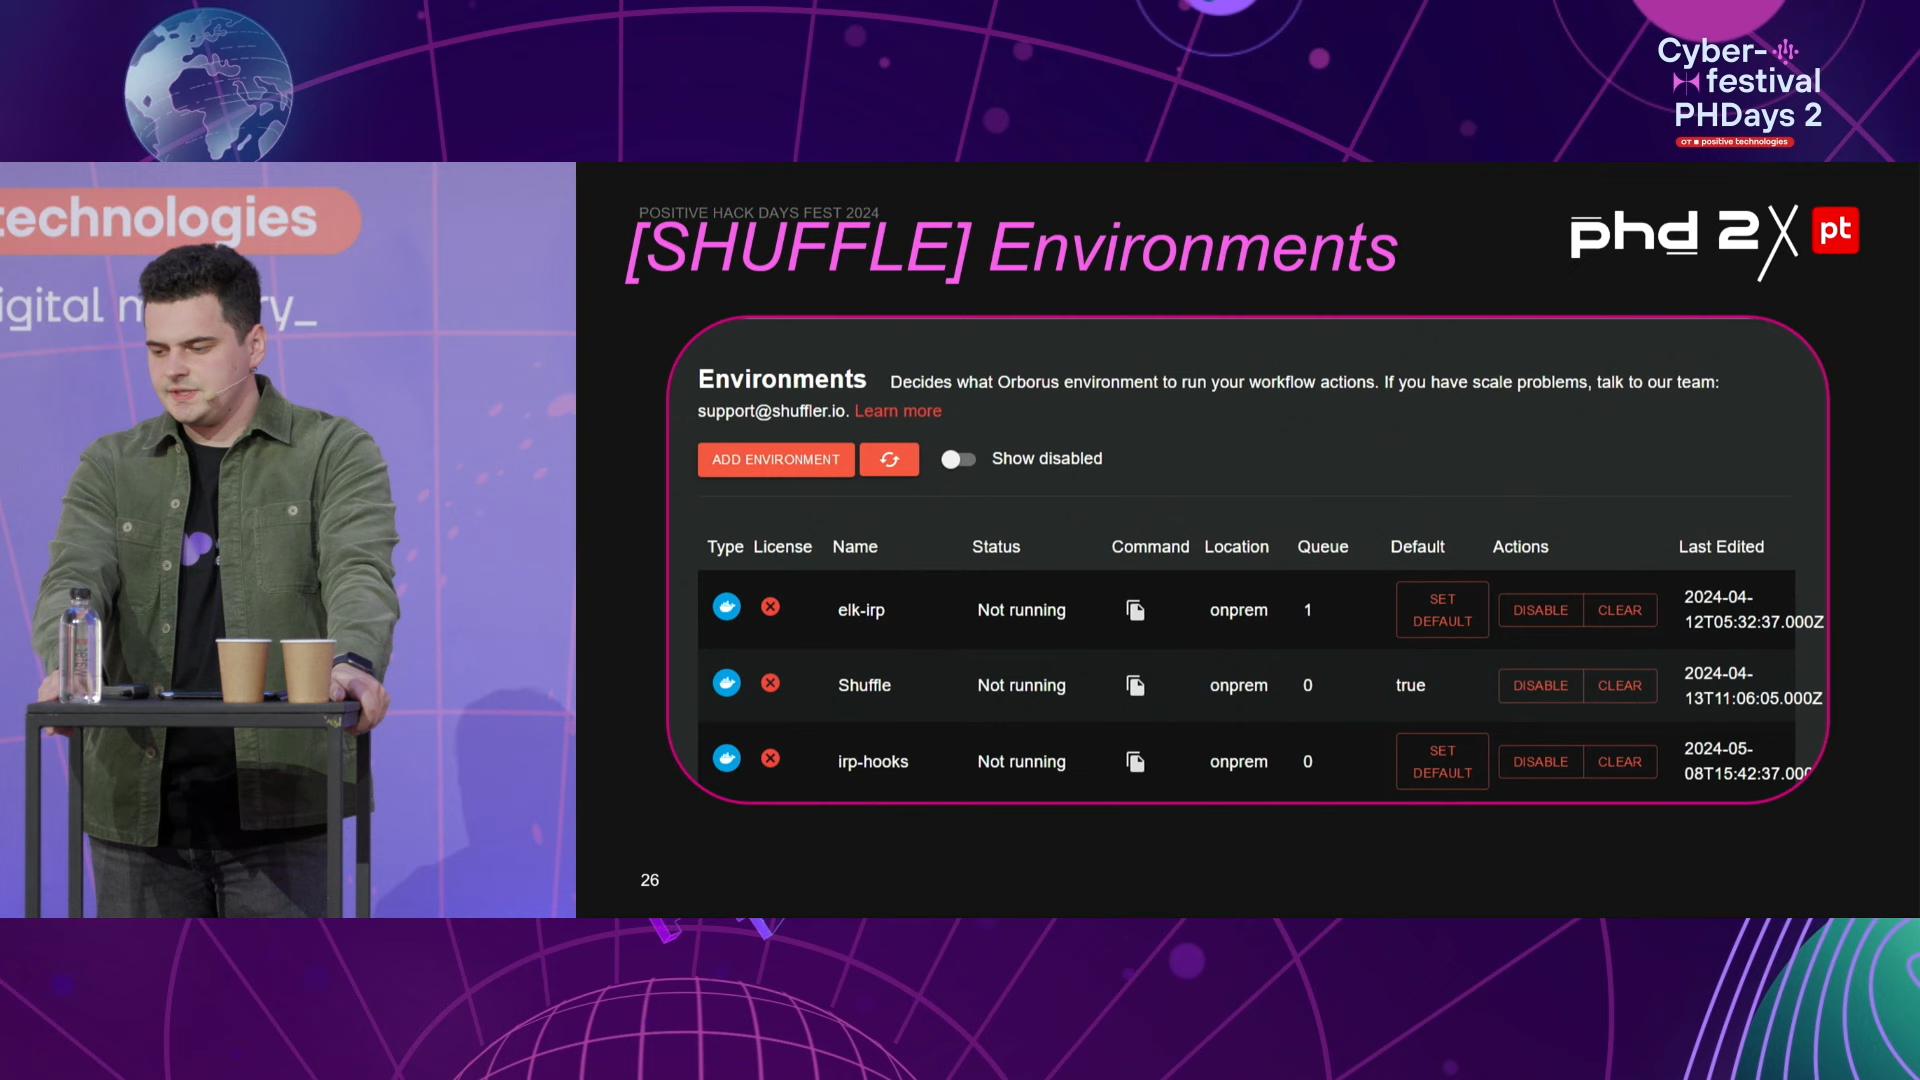 Cyber-
festival
PHDays 2
positive technologies
technologies
POSITIVE HACK DAYS FEST 2024
[SHUFFLE] Environments
phd 2
pt
Environments Decides what Orborus environment to run your workflow actions. If you have scale problems, talk to our team:
support@shuffler.io. Learn more
ADD ENVIRONMENT Show disabled
Type License Name Status Command Location Queue Default Actions Last Edited
elk-irp Not running onprem 1 SET DEFAULT DISABLE CLEAR 2024-04-12T05:32:37.000Z
Shuffle Not running onprem 0 true DISABLE CLEAR 2024-04-13T11:06:05.000Z
irp-hooks Not running onprem 0 SET DEFAULT DISABLE CLEAR 2024-05-08T15:42:37.000
26